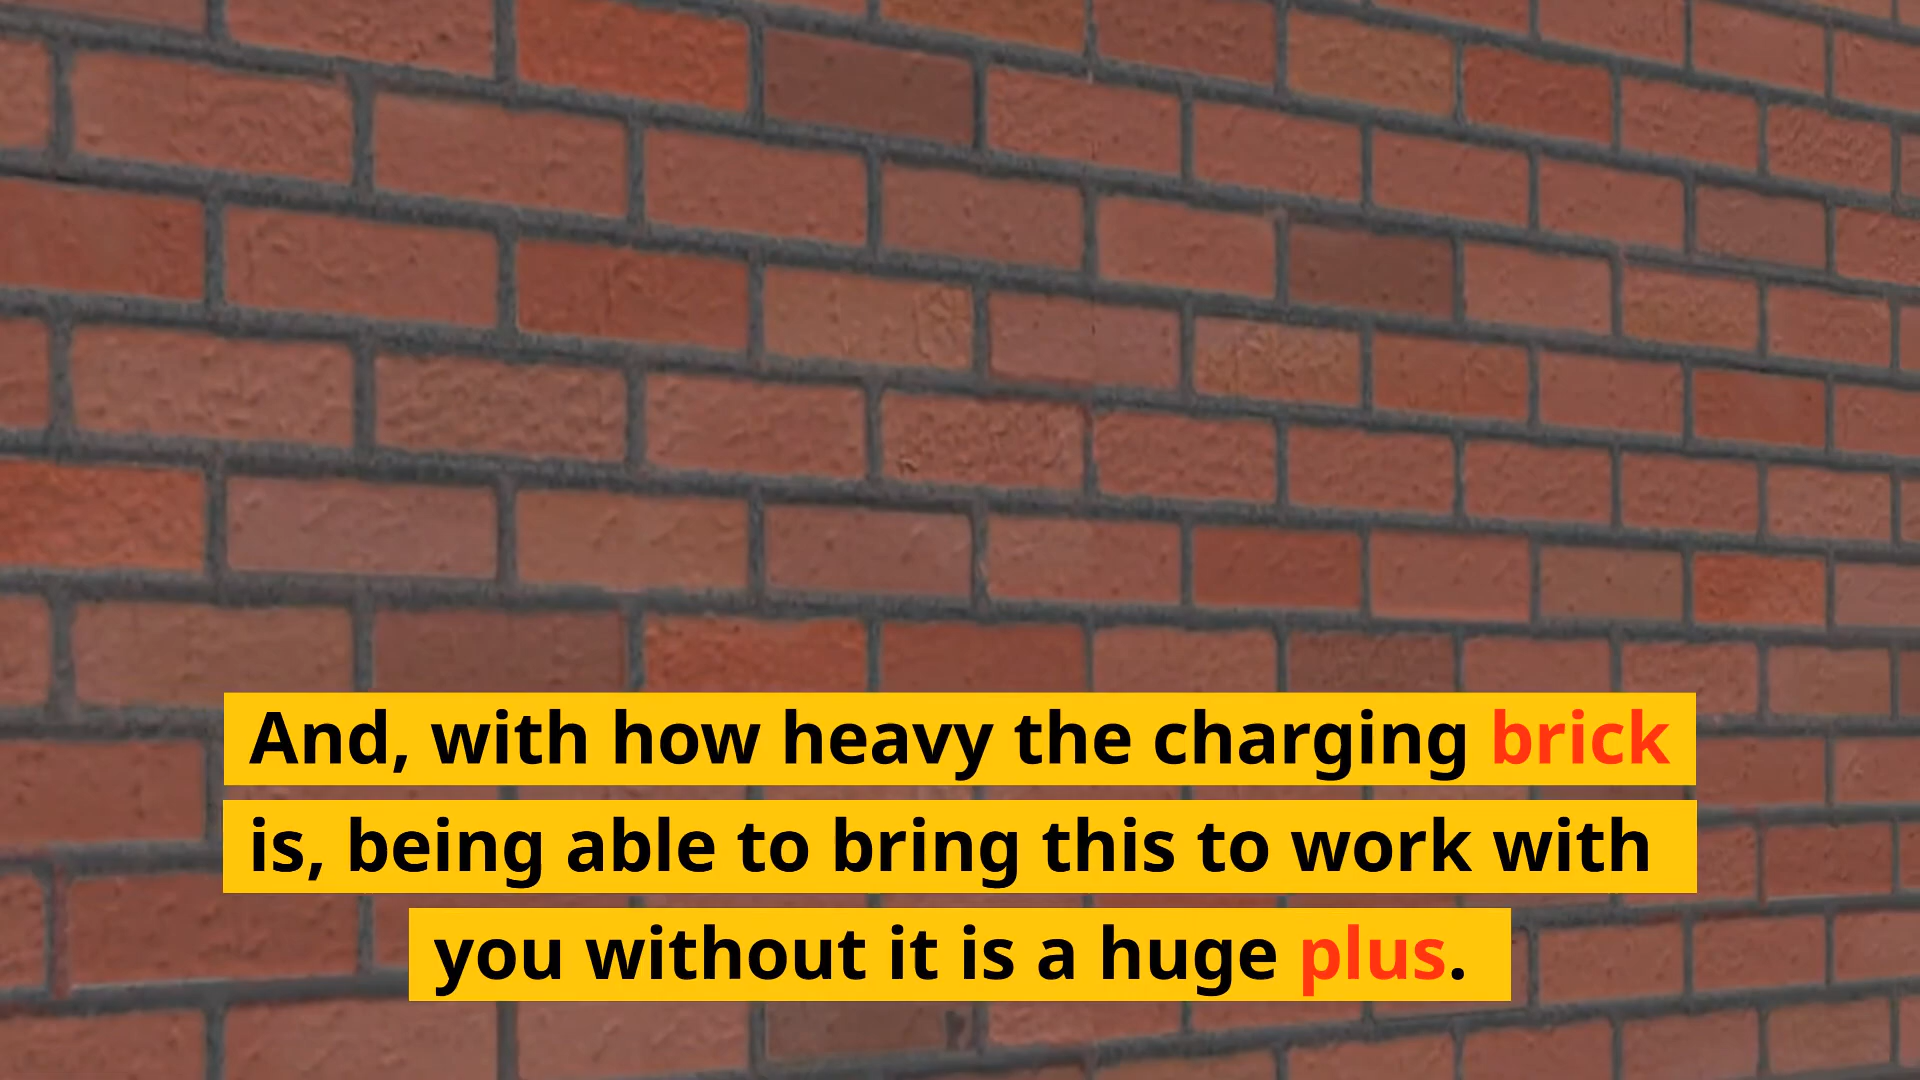 And, with how heavy the charging brick
is, being able to bring this to work with
you without it is a huge plus.